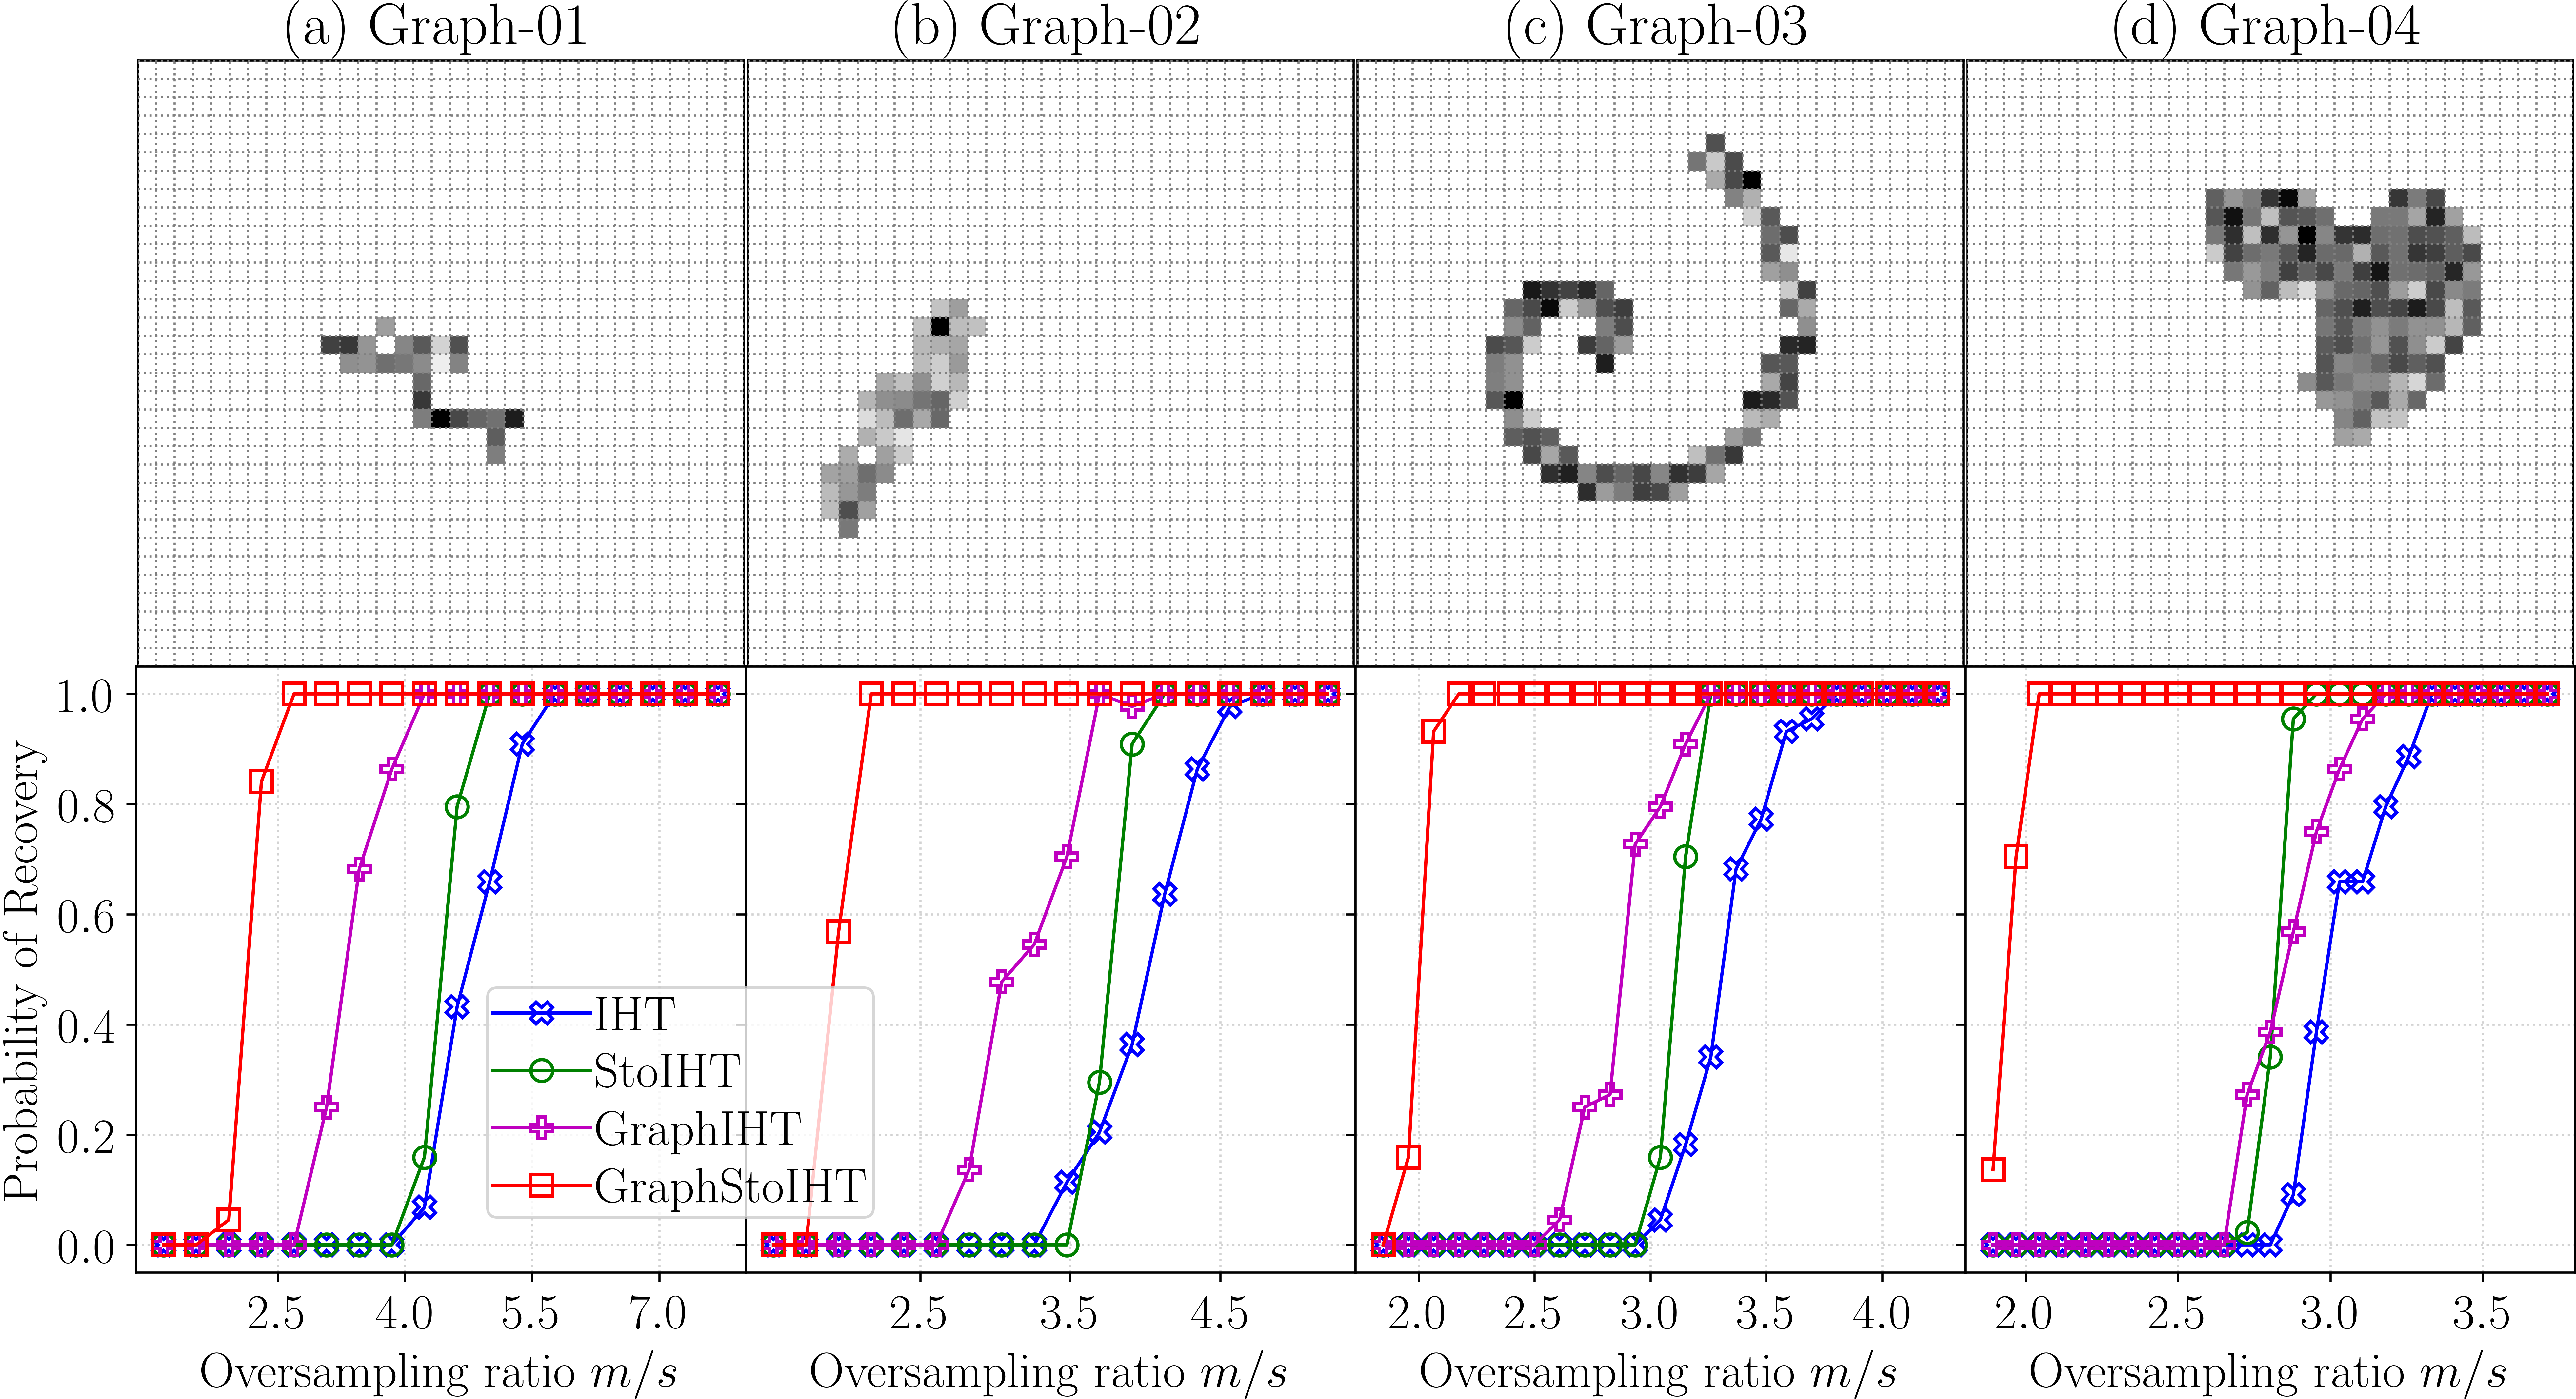 (a) Graph-01
(b) Graph-02
(c) Graph-03
(d) Graph-04
Probability of Recovery
1.0
0.8
0.6
0.4
0.2
0.0
IHT
StoIHT
GraphIHT
GraphStoIHT
2.5 4.0 5.5 7.0
2.5 3.5 4.5
2.0 2.5 3.0 3.5 4.0
2.0 2.5 3.0 3.5
Oversampling ratio m/s
Oversampling ratio m/s
Oversampling ratio m/s
Oversampling ratio m/s